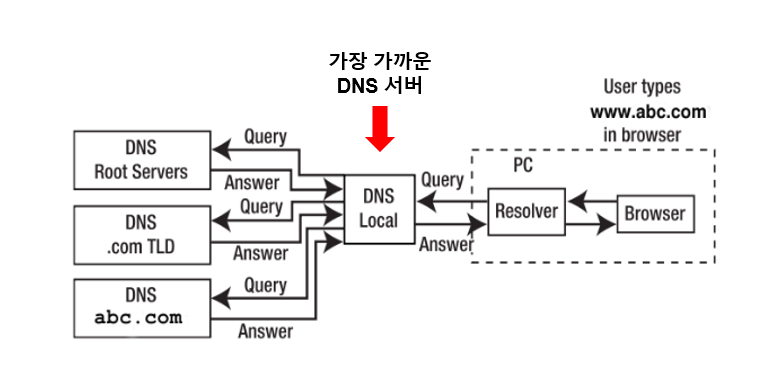 가장 가까운
DNS 서버
User types
www.abc.com
in browser
DNS
Root Servers
Query
Answer
DNS
.com TLD
Query
Answer
DNS
abc.com
Query
Answer
DNS
Local
Query
Answer
PC
Resolver
Browser